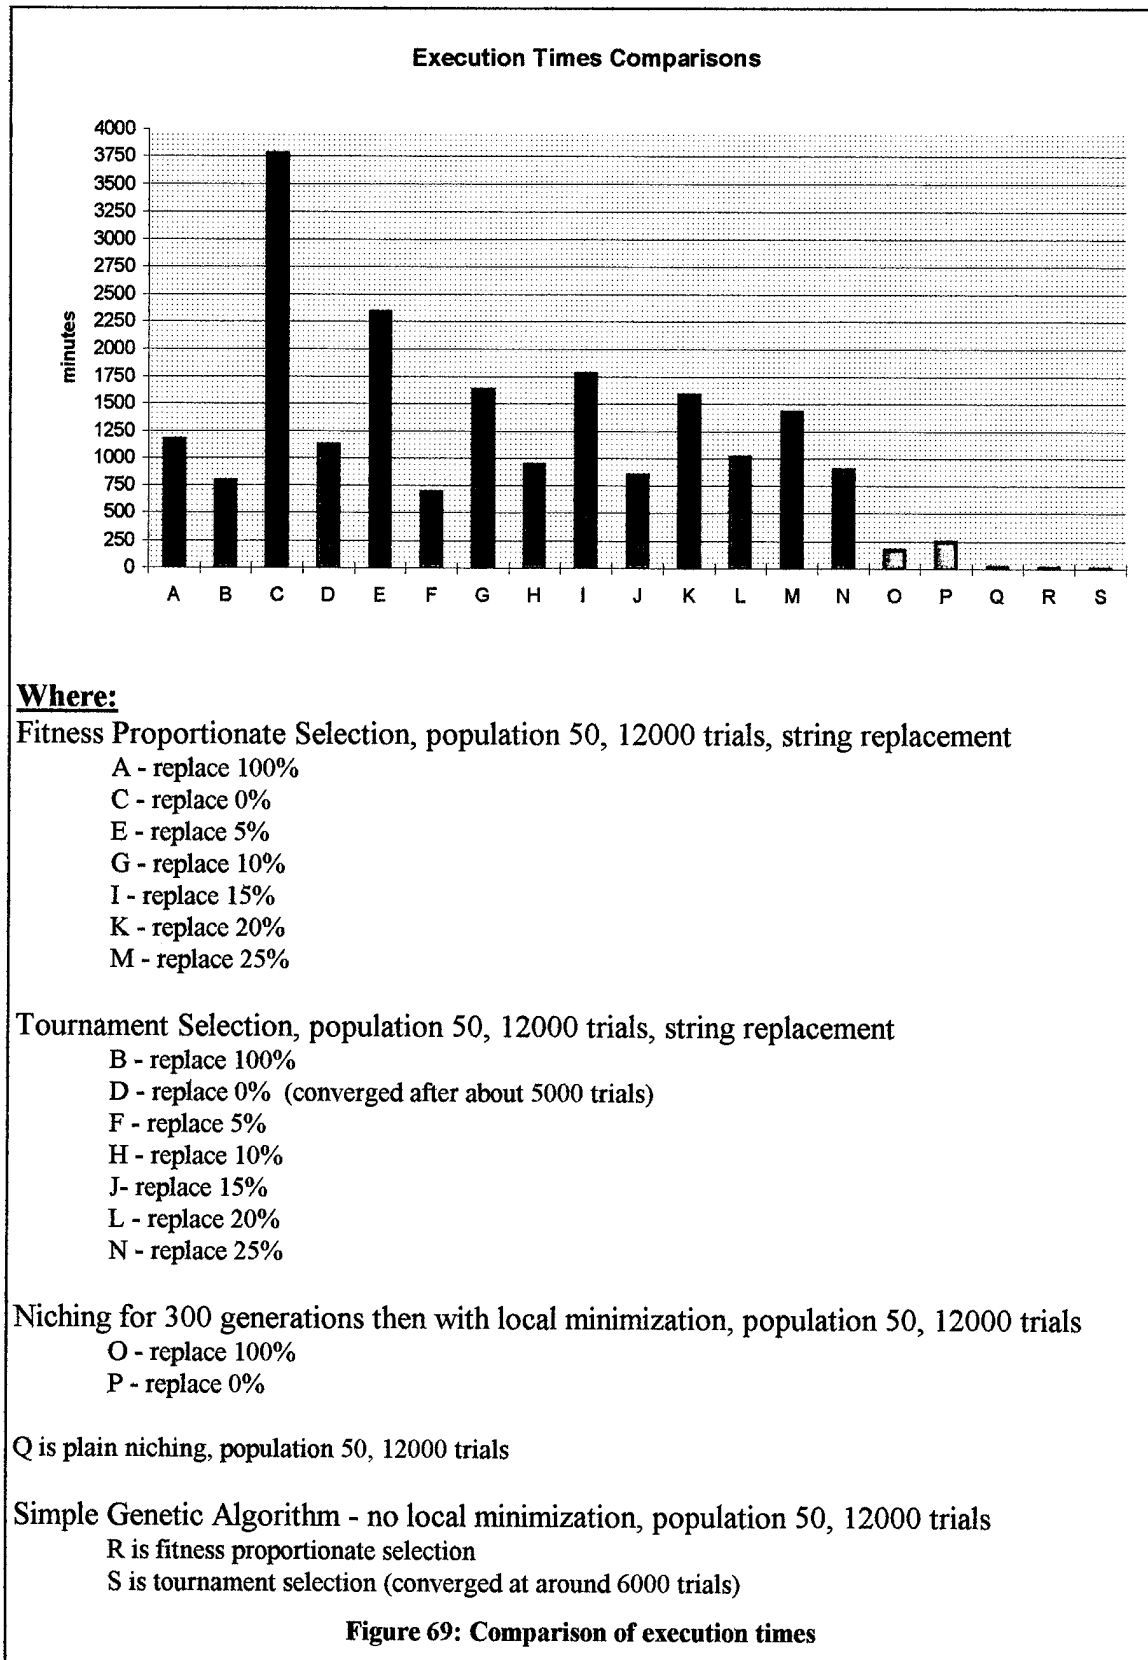 Execution Times Comparisons
4000
3750
3500
3250
3000
2750
2500
2250
2000
1750
1500
1250
1000
750
500
250
0
minutes
A B C D E F G H I J K L M N O P Q R S
Where:
Fitness Proportionate Selection, population 50, 12000 trials, string replacement
A - replace 100%
C - replace 0%
E - replace 5%
G - replace 10%
I - replace 15%
K - replace 20%
M - replace 25%
Tournament Selection, population 50, 12000 trials, string replacement
B - replace 100%
D - replace 0% (converged after about 5000 trials)
F - replace 5%
H - replace 10%
J- replace 15%
L - replace 20%
N - replace 25%
Niching for 300 generations then with local minimization, population 50, 12000 trials
O - replace 100%
P - replace 0%
Q is plain niching, population 50, 12000 trials
Simple Genetic Algorithm - no local minimization, population 50, 12000 trials
R is fitness proportionate selection
S is tournament selection (converged at around 6000 trials)
Figure 69: Comparison of execution times